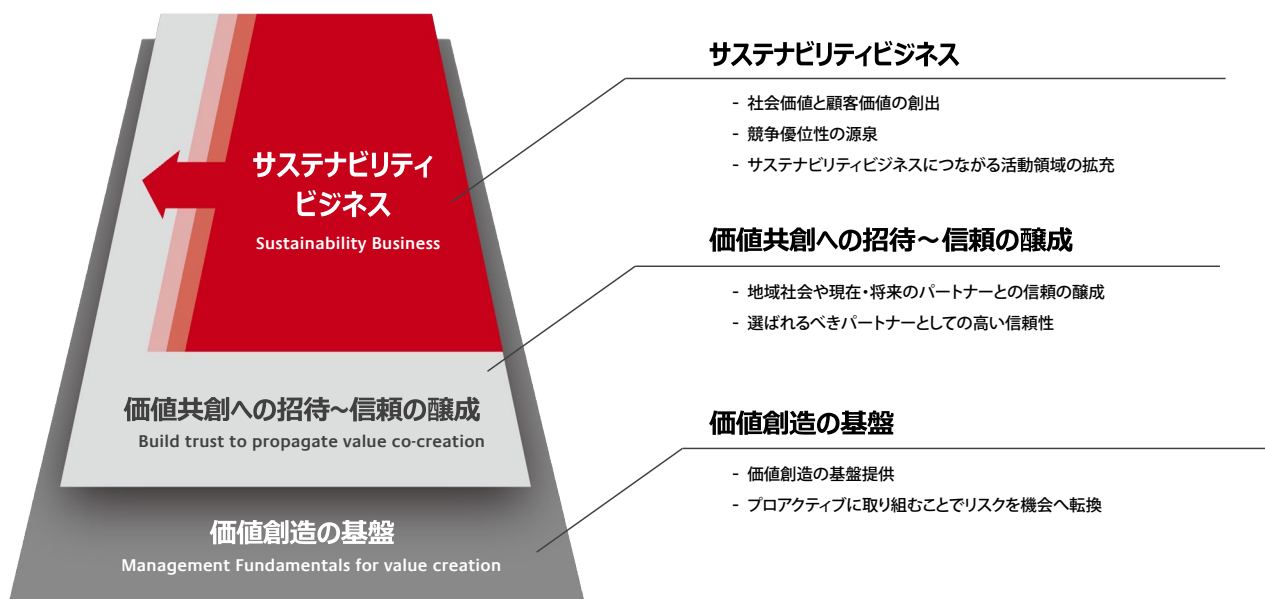 サステナビリティ
ビジネス
Sustainability Business
価値共創への招待~信頼の醸成
Build trust to propagate value co-creation
価値創造の基盤
Management Fundamentals for value creation
サステナビリティビジネス
- 社会価値と顧客価値の創出
- 競争優位性の源泉
- サステナビリティビジネスにつながる活動領域の拡充
価値共創への招待～信頼の醸成
- 地域社会や現在・将来のパートナーとの信頼の醸成
- 選ばれるべきパートナーとしての高い信頼性
価値創造の基盤
- 価値創造の基盤提供
- プロアクティブに取り組むことでリスクを機会へ転換